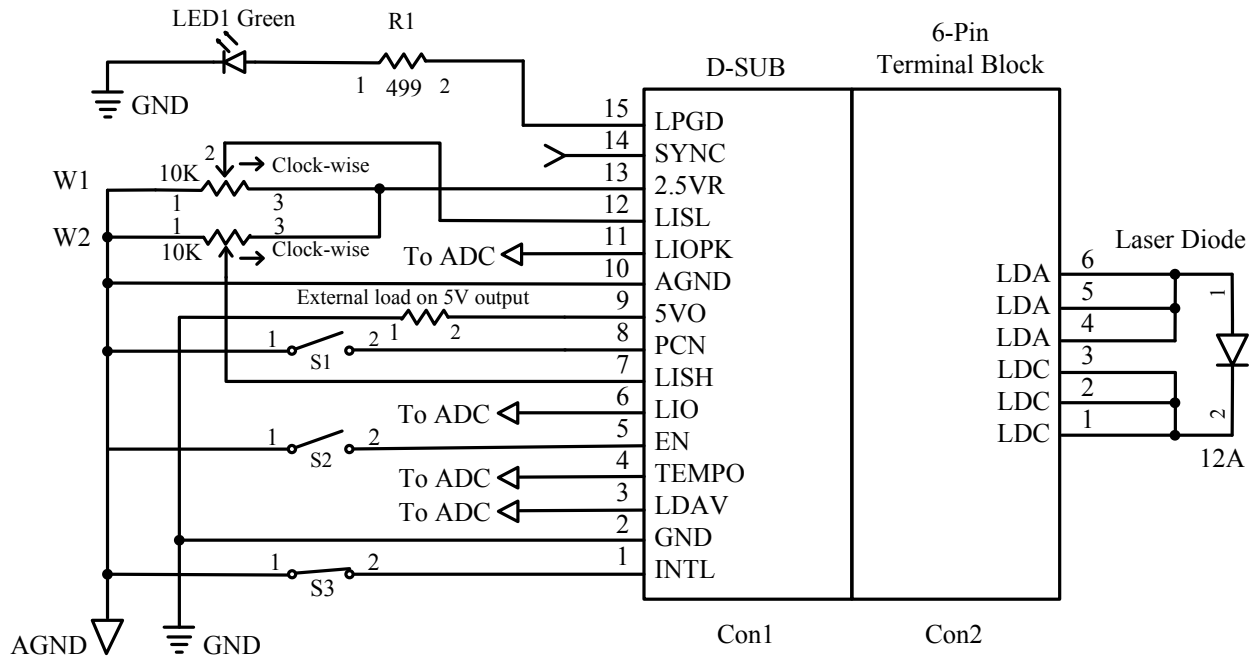 LED1 Green
R1
1 499 2
GND
D-SUB
6-Pin
Terminal Block
15 LPGD
14 SYNC
13 2.5VR
12 LISL
11 LIOPK
10 AGND
9 5VO
8 PCN
7 LISH
6 LIO
5 EN
4 TEMPO
3 LDAV
2 GND
1 INTL
W1
10K
2
Clock-wise
1
3
W2
1
3
10K
Clock-wise
To ADC
External load on 5V output
1 2
1 S1 2
To ADC
1 S2 2
To ADC
To ADC
1 S3 2
AGND
GND
Con1
Con2
Laser Diode
LDA 6
LDA 5
LDA 4
LDC 3
LDC 2
LDC 1
1
2
12A